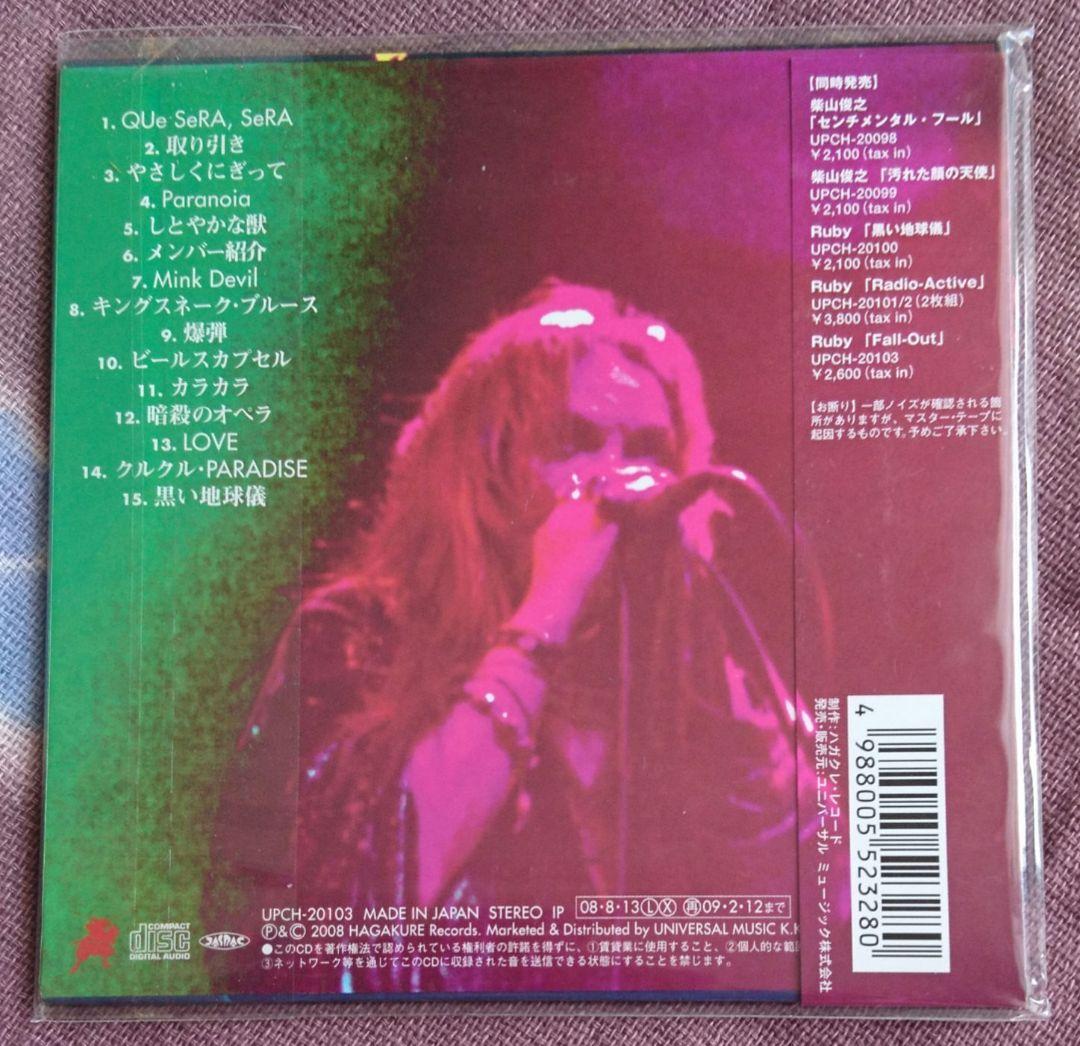 1. QUe SeRA, SeRA
2. 取り引き
3. やさしくにぎって
4. Paranoia
5. しとやかな獣
6. メンバー紹介
7. Mink Devil
8. キングスネーク・ブルース
9. 爆弾
10. ビールスカプセル
11. カラカラ
12. 暗殺のオペラ
13. LOVE
14. クルクル・PARADISE
15. 黒い地球儀
【同時発売】
柴山俊之
「センチメンタル・フール」
UPCH-20098
¥2,100(tax in)
柴山俊之 「汚れた顔の天使」
UPCH-20099
¥2,100(tax in)
Ruby 「黒い地球儀」
UPCH-20100
¥2,100(tax in)
Ruby 「Radio-Active」
UPCH-20101/2(2枚組)
¥3,800(tax in)
Ruby 「Fall-Out」
UPCH-20103
¥2,600(tax in)
【お断り】一部ノイズが確認される箇
所がありますが、マスター・テープに
起因するものです。予めご了承下さい。
制作:ハガクレ・レコード
発売・販売元:ユニバーサル ミュージック株式会社
4 988005 523280
COMPACT
disc
DIGITAL AUDIO
JASRAC
UPCH-20103 MADE IN JAPAN STEREO IP 08・8・13ⓁⓍ 再09・2・12まで
Ⓟ&Ⓒ 2008 HAGAKURE Records. Marketed & Distributed by UNIVERSAL MUSIC K.K
●このCDを著作権法で認められている権利者の許諾を得ずに、①賃貸業に使用すること、②個人的な範囲
③ネットワーク等を通じてこのCDに収録された音を送信できる状態にすることを禁じます。